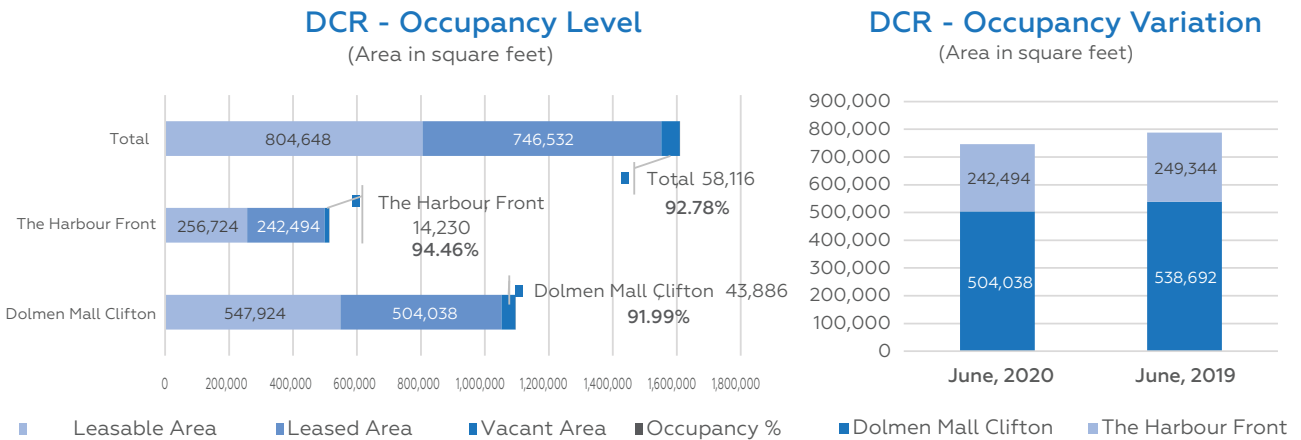 DCR - Occupancy Level
(Area in square feet)
Total
804,648
746,532
Total 58,116
92.78%
The Harbour Front
256,724
242,494
The Harbour Front
14,230
94.46%
Dolmen Mall Clifton
547,924
504,038
Dolmen Mall Clifton 43,886
91.99%
0 200,000 400,000 600,000 800,000 1,000,000 1,200,000 1,400,000 1,600,000 1,800,000
Leasable Area Leased Area Vacant Area Occupancy %
DCR - Occupancy Variation
(Area in square feet)
900,000
800,000
700,000
600,000
500,000
400,000
300,000
200,000
100,000
0
242,494
249,344
504,038
538,692
June, 2020 June, 2019
Dolmen Mall Clifton The Harbour Front